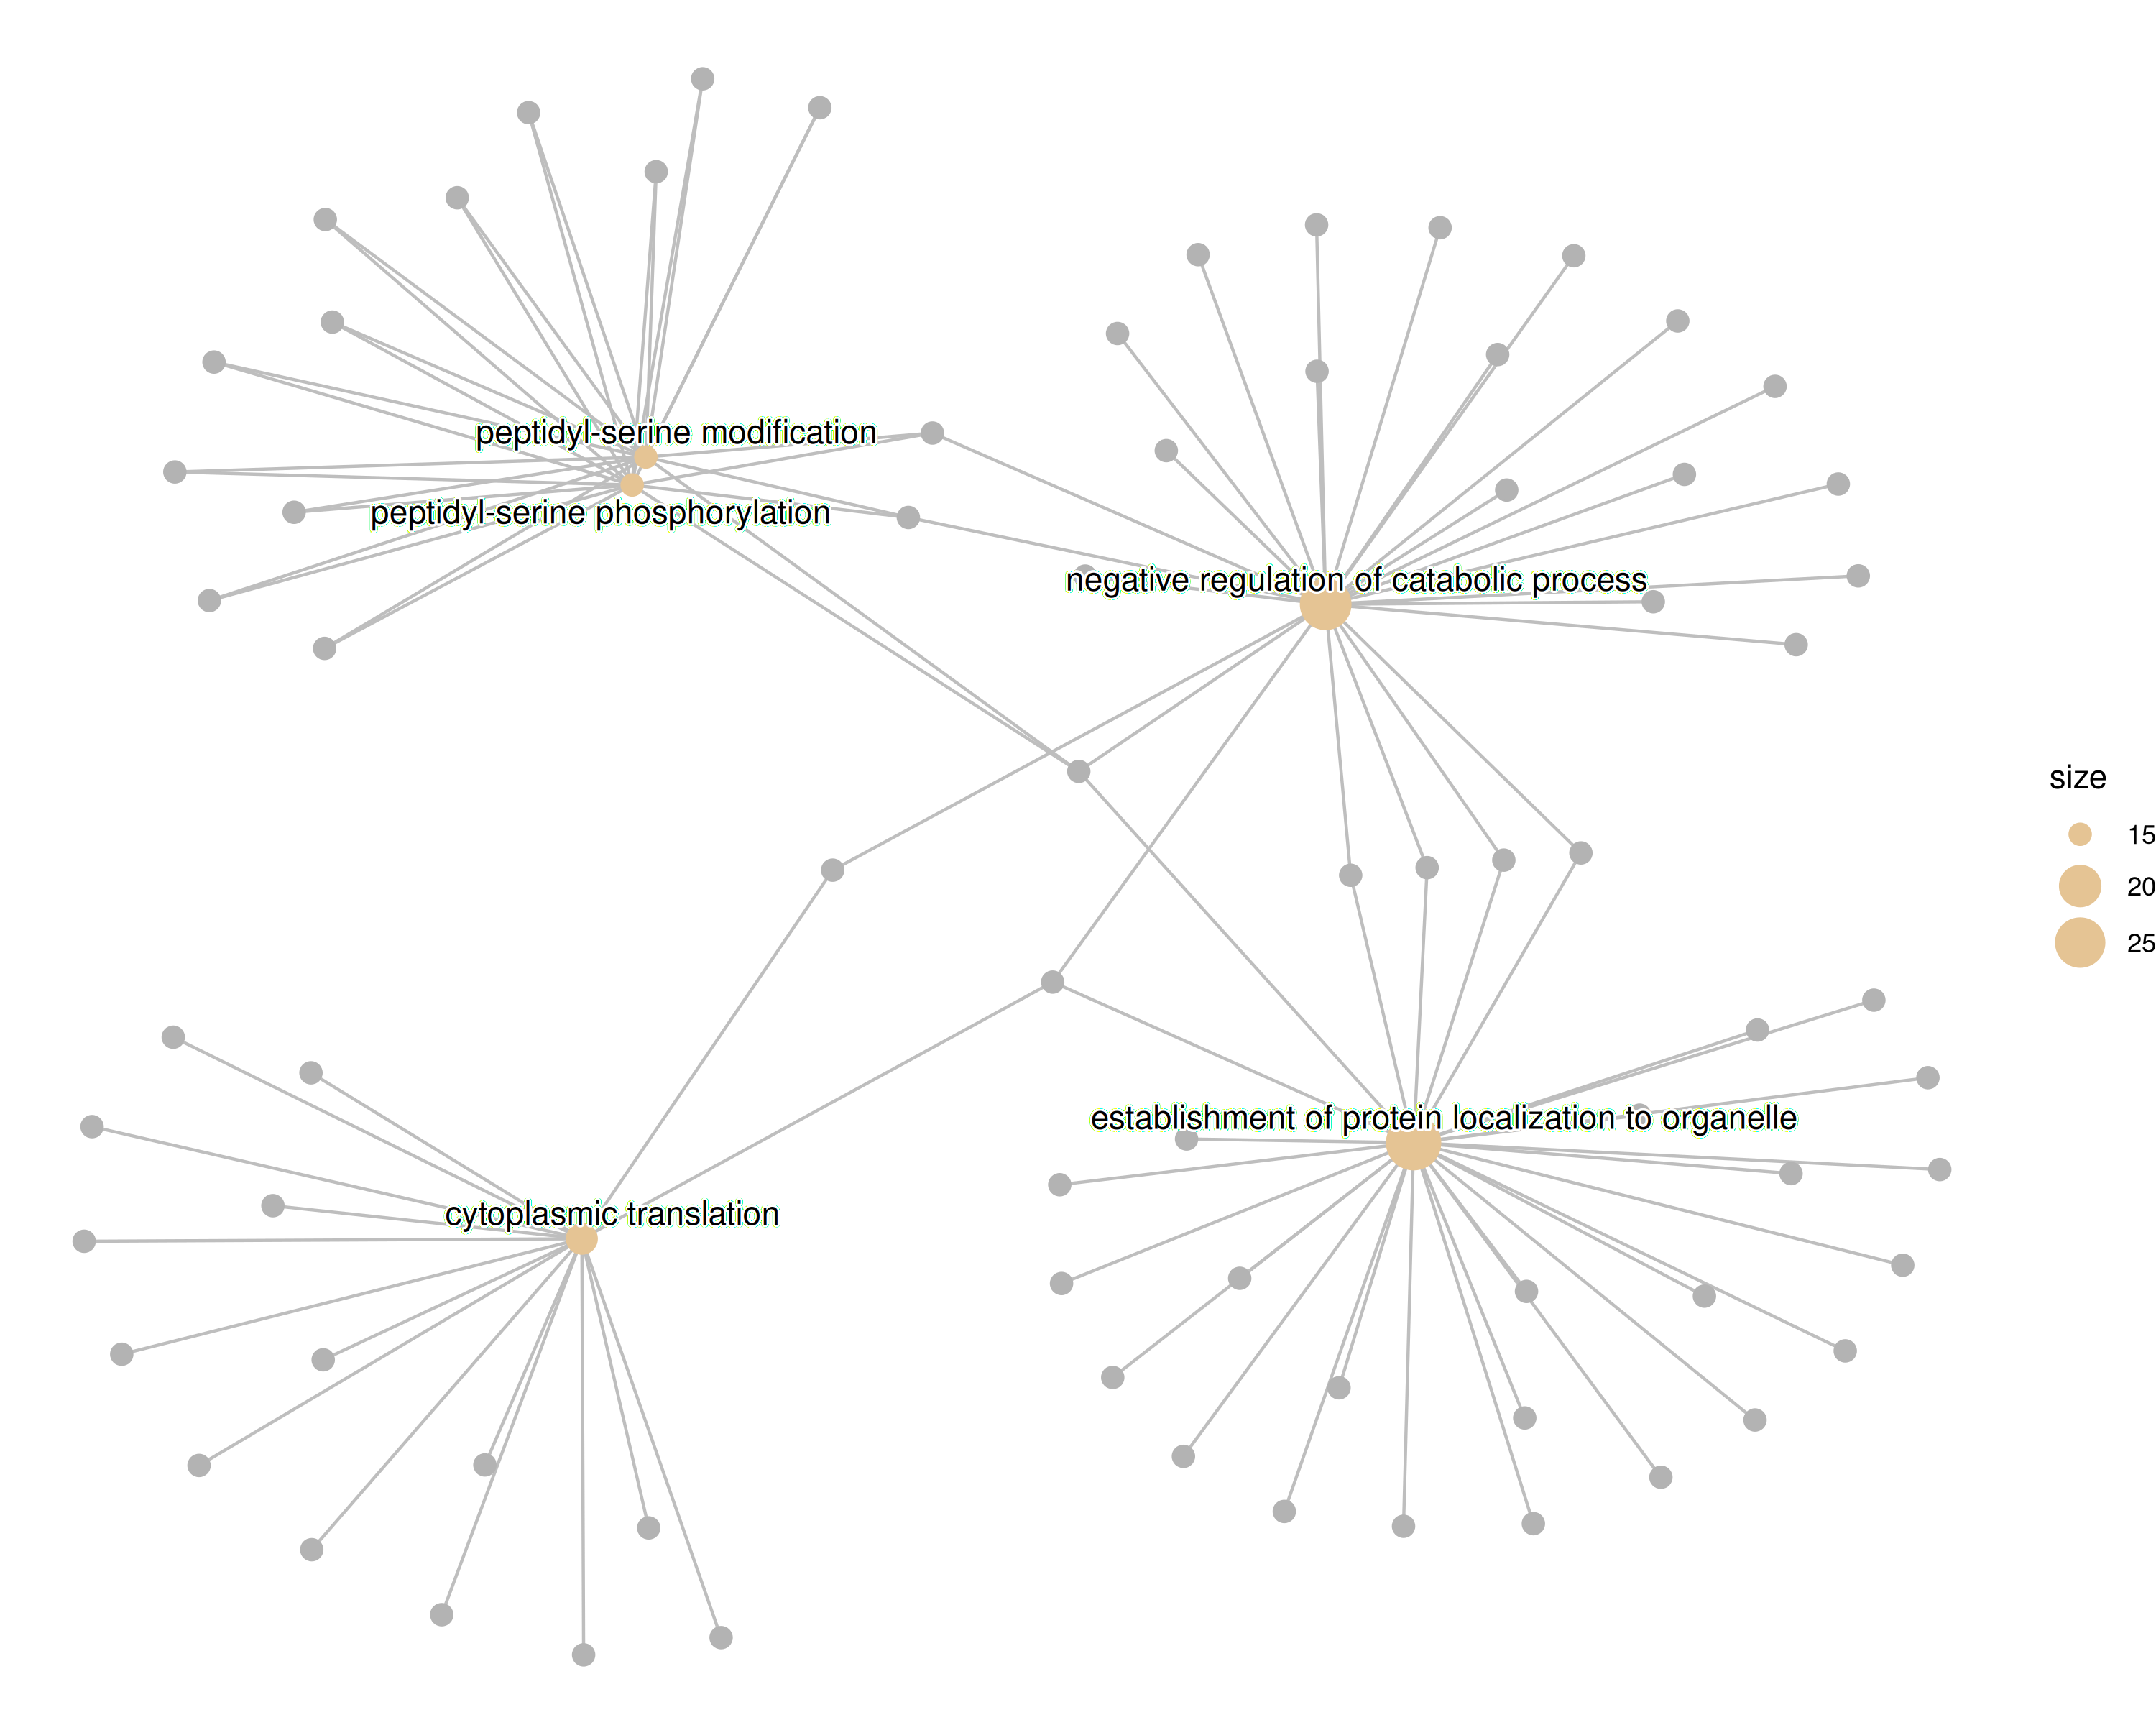 peptidyl-serine modification
peptidyl-serine phosphorylation
negative regulation of catabolic process
size
15
20
25
establishment of protein localization to organelle
cytoplasmic translation